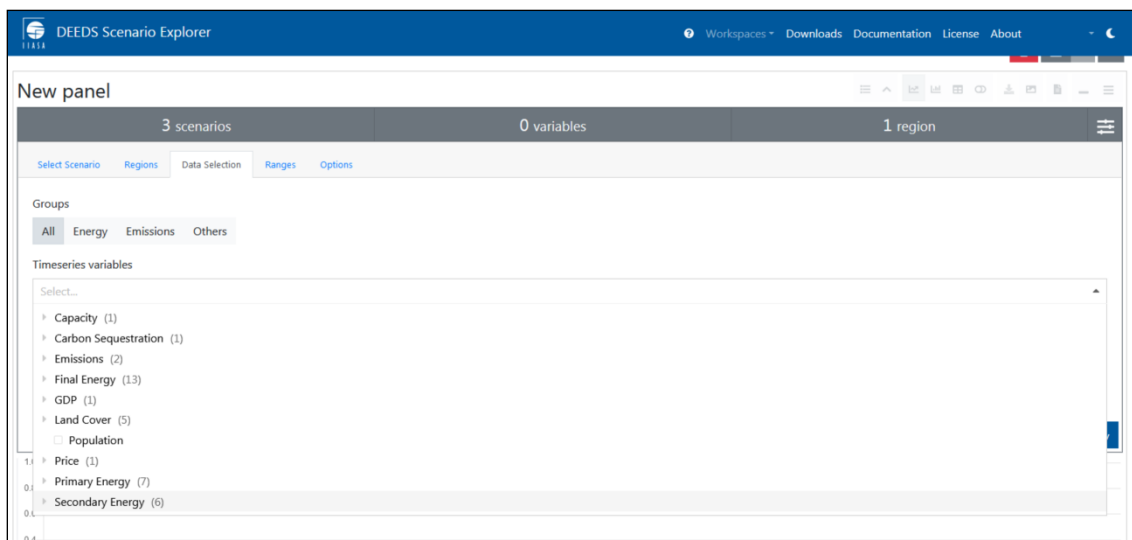 IIASA
DEEDS Scenario Explorer
Workspaces Downloads Documentation License About
New panel
3 scenarios 0 variables 1 region
Select Scenario Regions Data Selection Ranges Options
Groups
All Energy Emissions Others
Timeseries variables
Select...
Capacity (1)
Carbon Sequestration (1)
Emissions (2)
Final Energy (13)
GDP (1)
Land Cover (5)
Population
Price (1)
Primary Energy (7)
Secondary Energy (6)
0.4